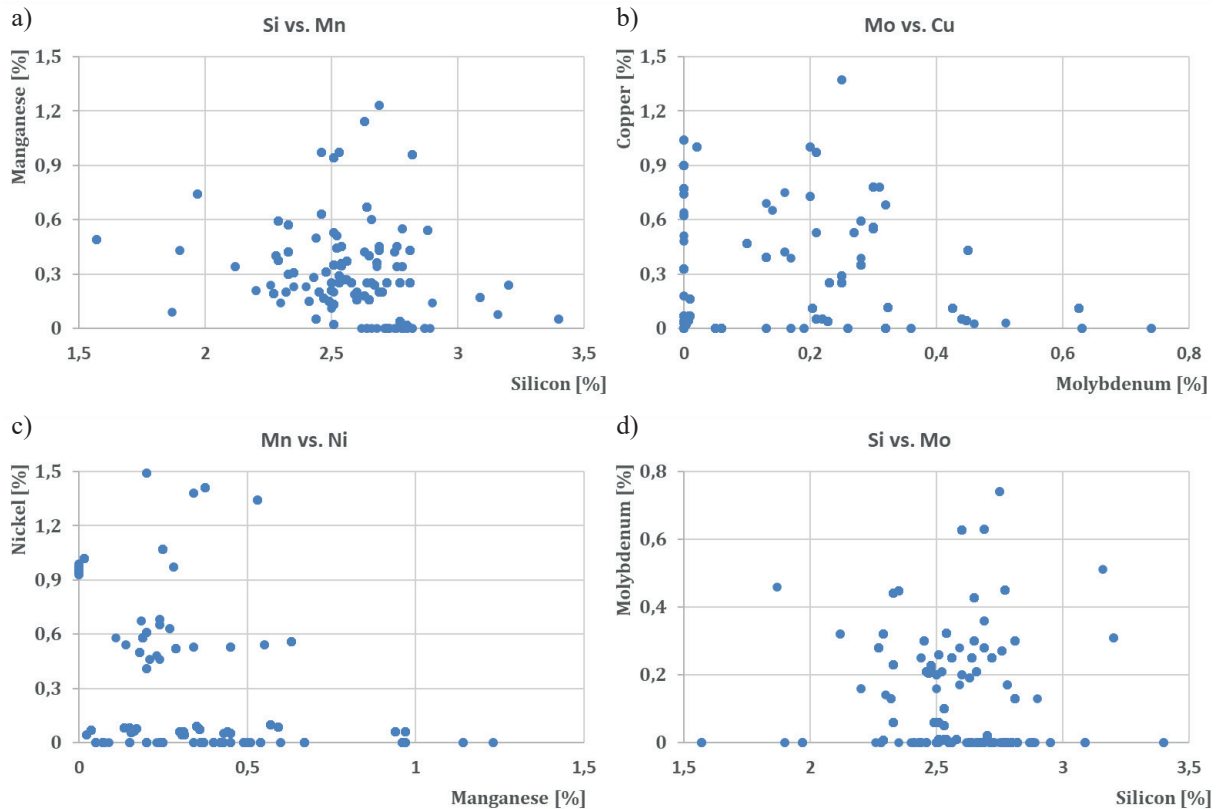 a)
Si vs. Mn
Manganese [%]
1,5
1,2
0,9
0,6
0,3
0
1,5 2 2,5 3 3,5
Silicon [%]
b)
Mo vs. Cu
Copper [%]
1,5
1,2
0,9
0,6
0,3
0
0 0,2 0,4 0,6 0,8
Molybdenum [%]
c)
Mn vs. Ni
Nickel [%]
1,5
1,2
0,9
0,6
0,3
0
0 0,5 1 1,5
Manganese [%]
d)
Si vs. Mo
Molybdenum [%]
0,8
0,6
0,4
0,2
0
1,5 2 2,5 3 3,5
Silicon [%]